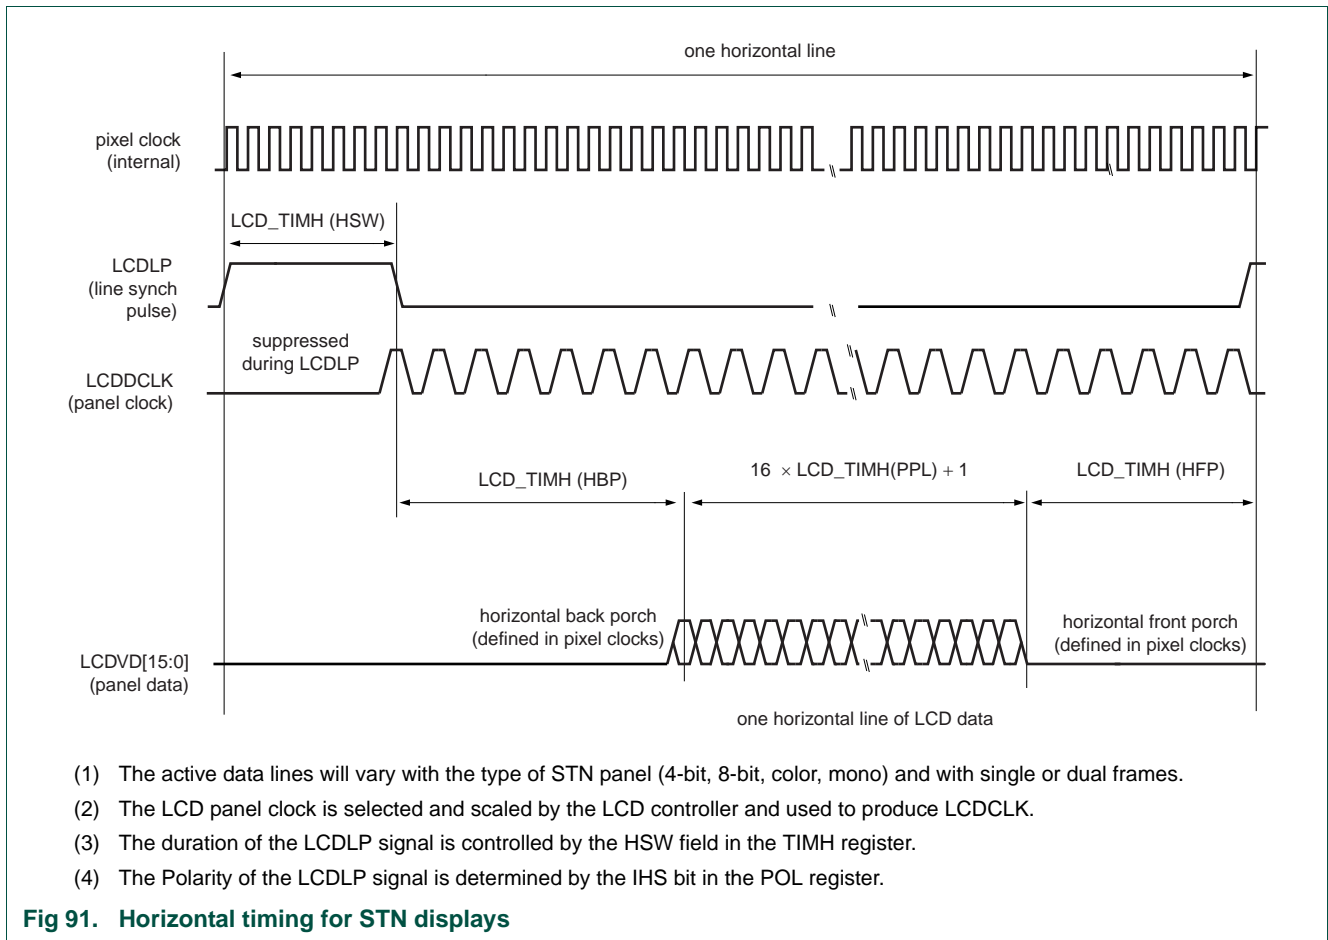 one horizontal line
pixel clock
(internal)
LCD_TIMH (HSW)
LCDLP
(line synch
pulse)
suppressed
during LCDLP
LCDDCLK
(panel clock)
LCD_TIMH (HBP)
16 × LCD_TIMH(PPL) + 1
LCD_TIMH (HFP)
horizontal back porch
(defined in pixel clocks)
horizontal front porch
(defined in pixel clocks)
LCDVD[15:0]
(panel data)
one horizontal line of LCD data
(1) The active data lines will vary with the type of STN panel (4-bit, 8-bit, color, mono) and with single or dual frames.
(2) The LCD panel clock is selected and scaled by the LCD controller and used to produce LCDCLK.
(3) The duration of the LCDLP signal is controlled by the HSW field in the TIMH register.
(4) The Polarity of the LCDLP signal is determined by the IHS bit in the POL register.
Fig 91. Horizontal timing for STN displays